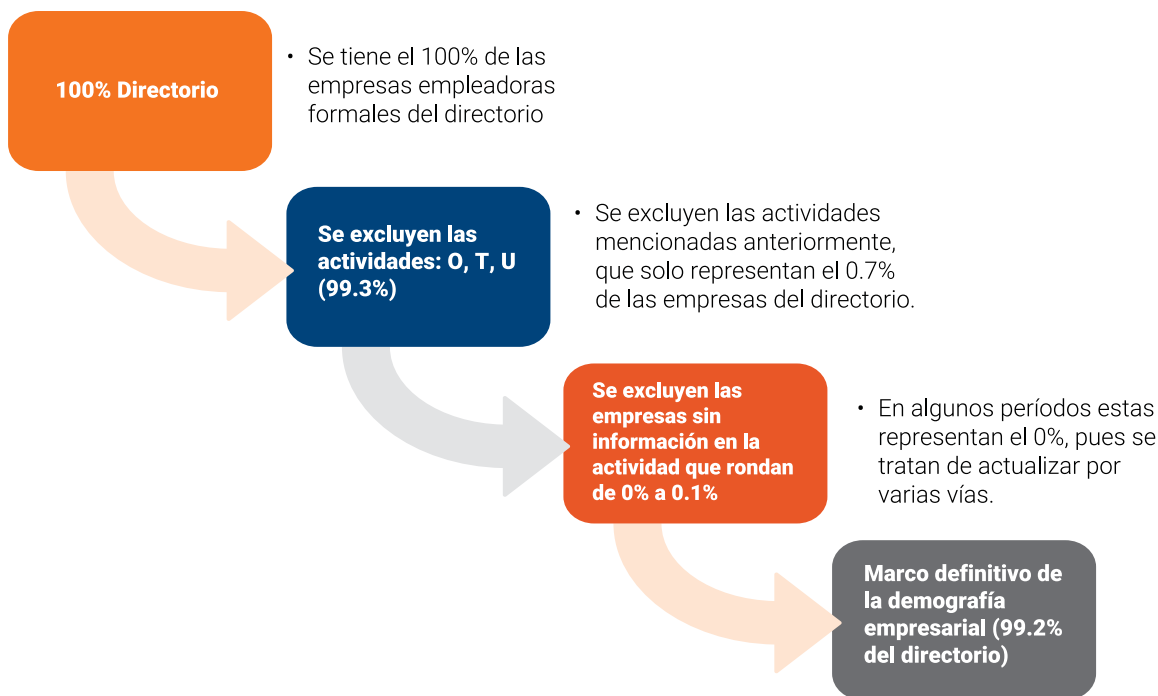 100% Directorio
• Se tiene el 100% de las
empresas empleadoras
formales del directorio
Se excluyen las
actividades: O, T, U
(99.3%)
• Se excluyen las actividades
mencionadas anteriormente,
que solo representan el 0.7%
de las empresas del directorio.
Se excluyen las
empresas sin
información en la
actividad que rondan
de 0% a 0.1%
• En algunos períodos estas
representan el 0%, pues se
tratan de actualizar por
varias vías.
Marco definitivo de
la demografía
empresarial (99.2%
del directorio)